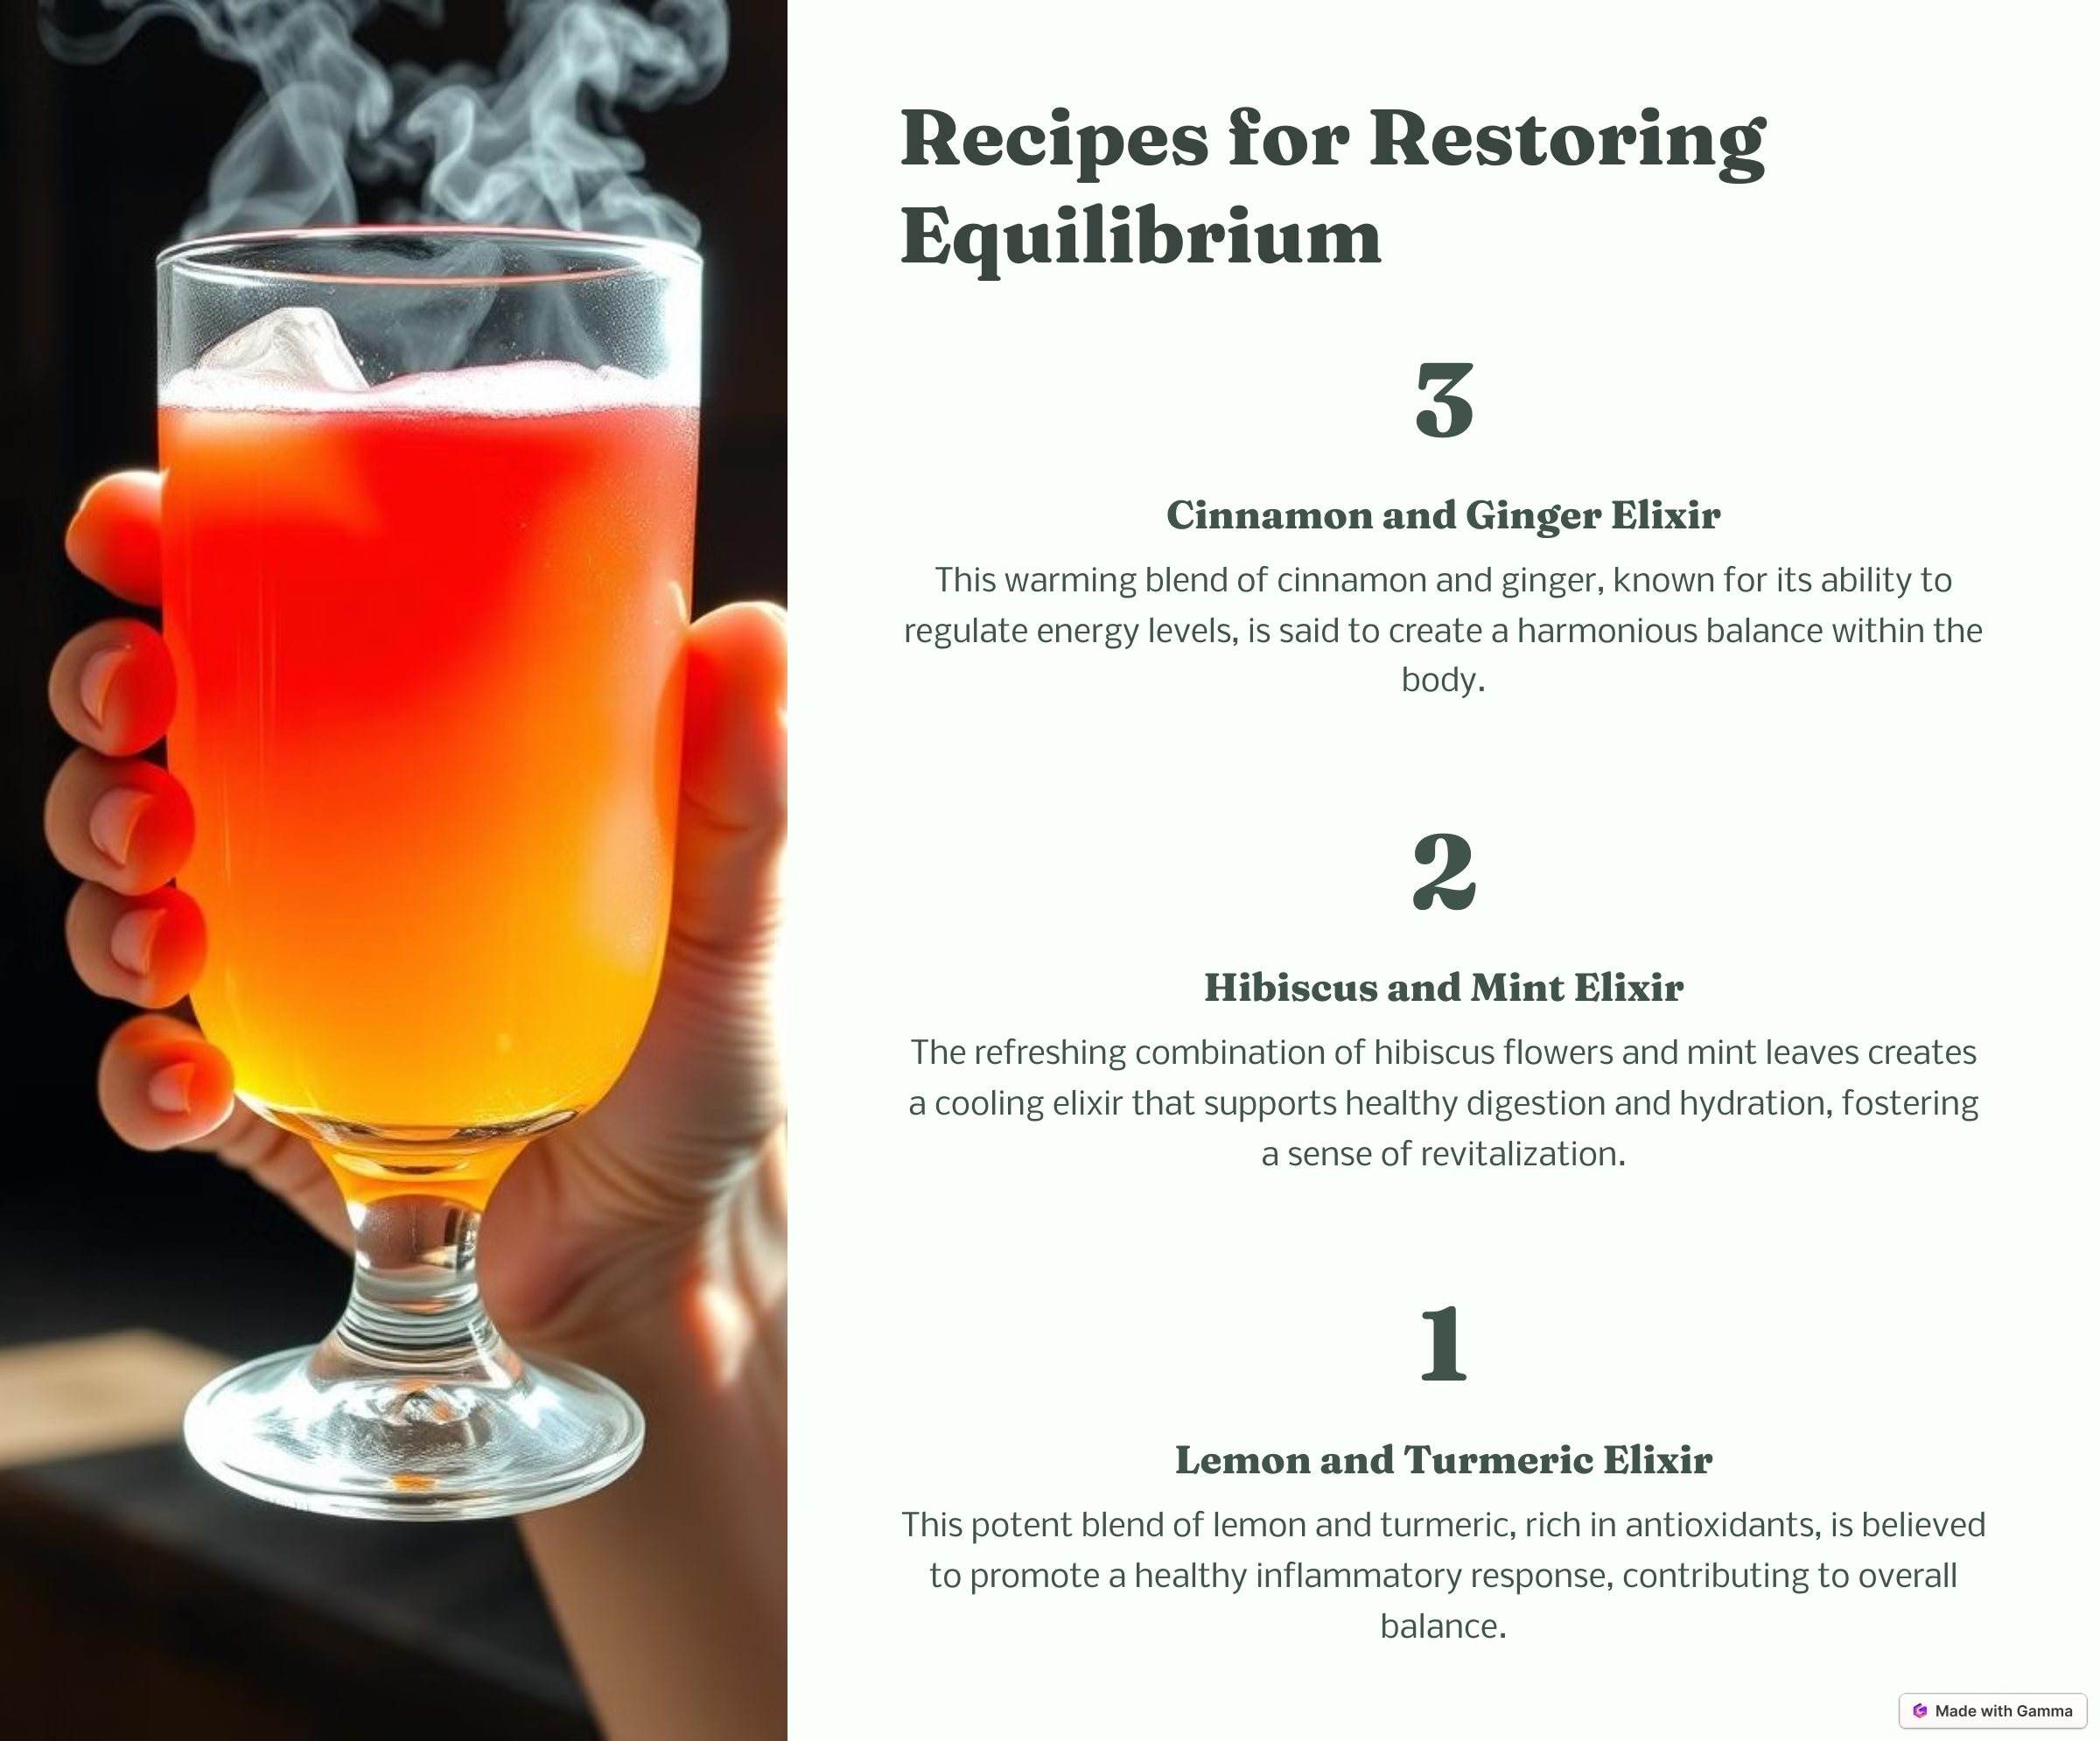 Recipes for Restoring
Equilibrium
3
Cinnamon and Ginger Elixir
This warming blend of cinnamon and ginger, known for its ability to
regulate energy levels, is said to create a harmonious balance within the
body.
2
Hibiscus and Mint Elixir
The refreshing combination of hibiscus flowers and mint leaves creates
a cooling elixir that supports healthy digestion and hydration, fostering
a sense of revitalization.
1
Lemon and Turmeric Elixir
This potent blend of lemon and turmeric, rich in antioxidants, is believed
to promote a healthy inflammatory response, contributing to overall
balance.
Made with Gamma